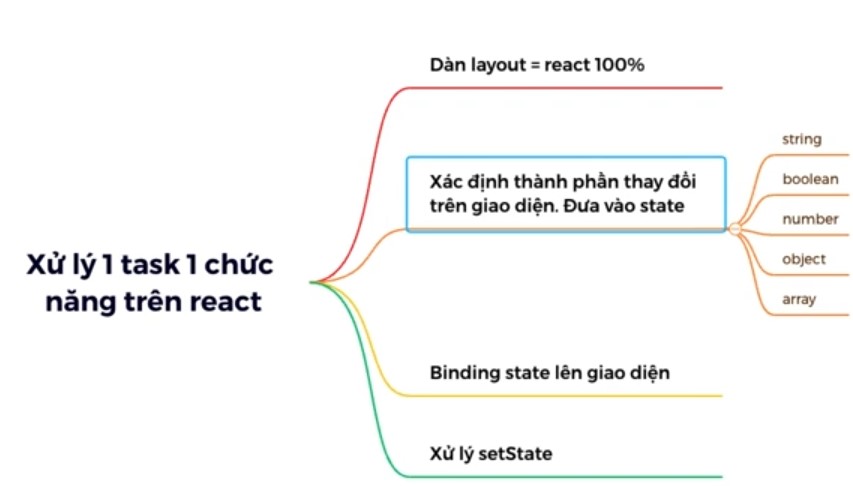 Xử lý 1 task 1 chức
năng trên react
Dàn layout = react 100%
Xác định thành phần thay đổi
trên giao diện. Đưa vào state
string
boolean
number
object
array
Binding state lên giao diện
Xử lý setState